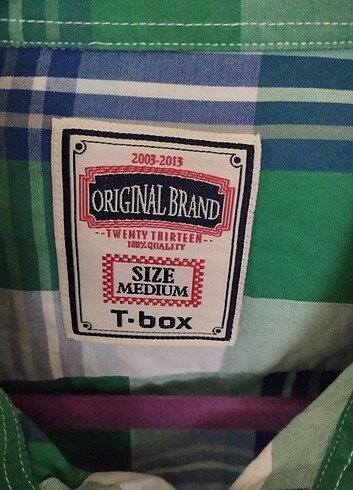 2003-2013
ORIGINAL BRAND
--TWENTY THIRTEEN--
100% QUALITY
SIZE
MEDIUM
T-box